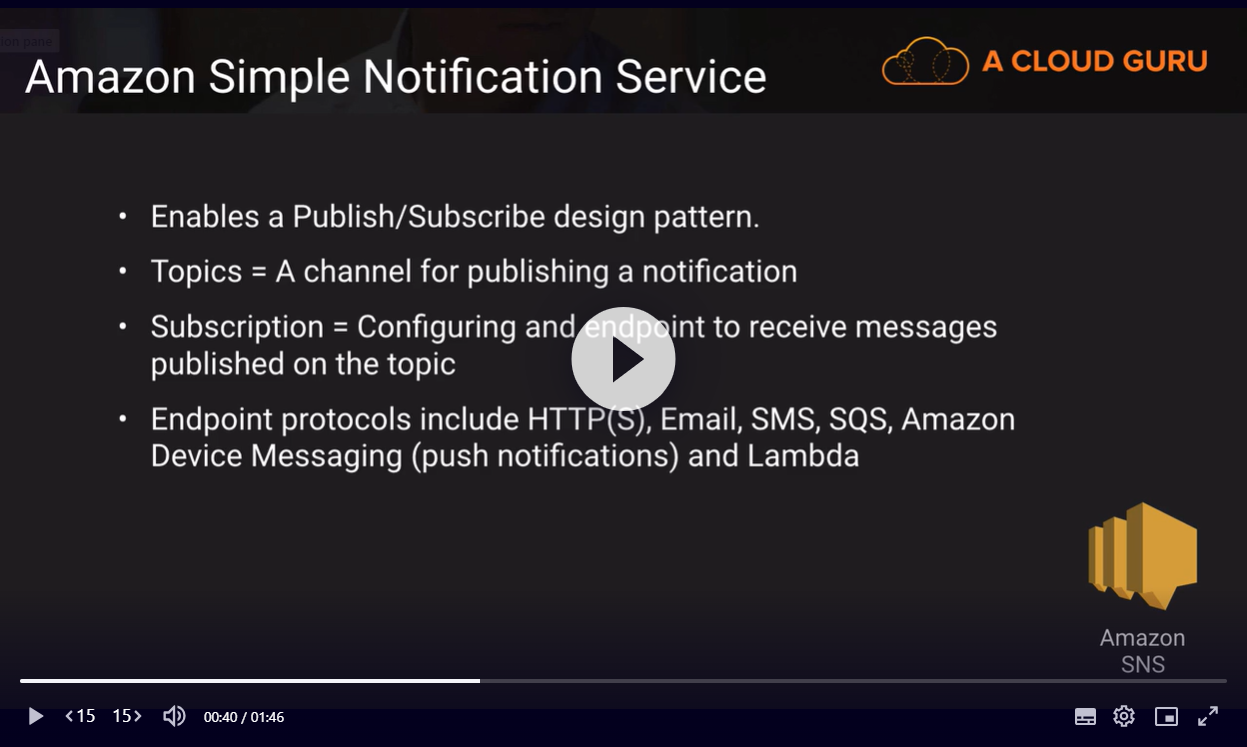 ion pane
Amazon Simple Notification Service
A CLOUD GURU
• Enables a Publish/Subscribe design pattern.
• Topics = A channel for publishing a notification
• Subscription = Configuring and endpoint to receive messages
published on the topic
• Endpoint protocols include HTTP(S), Email, SMS, SQS, Amazon
Device Messaging (push notifications) and Lambda
Amazon
SNS
<15 15> 00:40 / 01:46